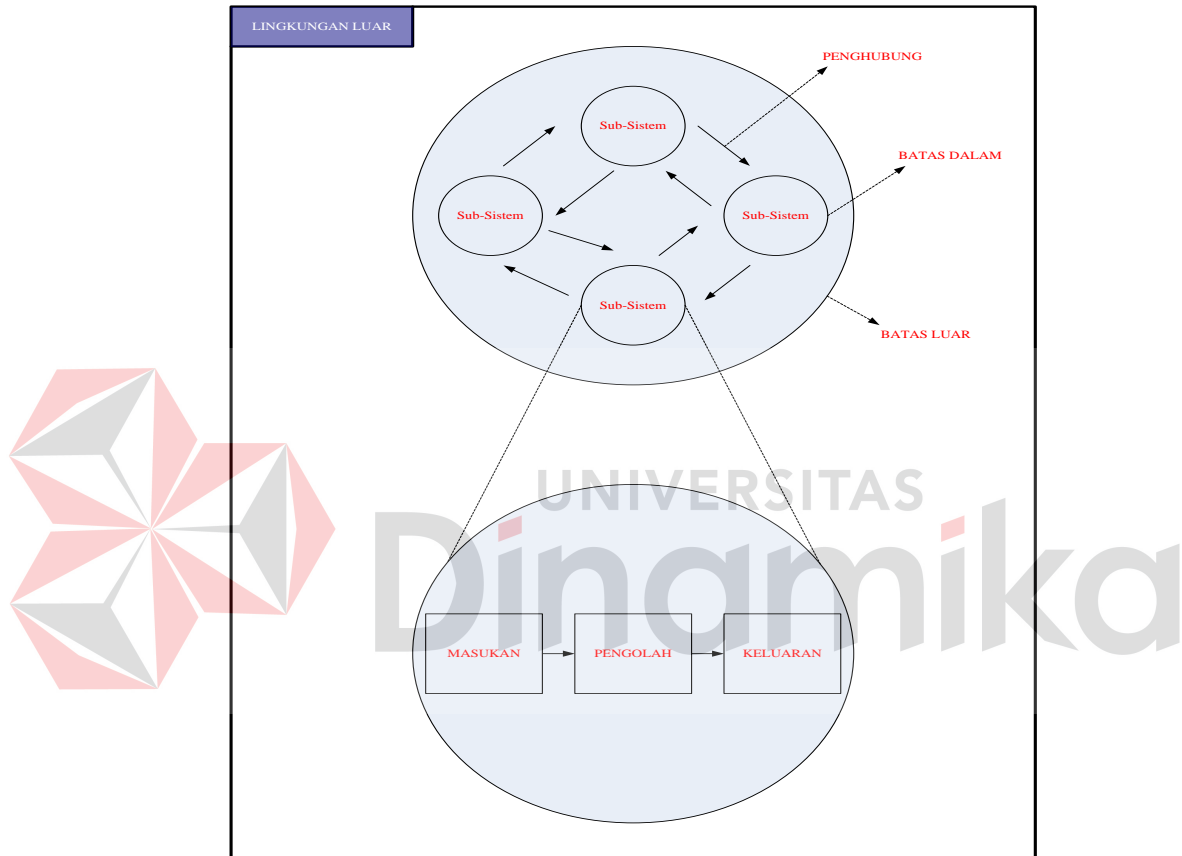 LINGKUNGAN LUAR
PENGHUBUNG
Sub-Sistem
BATAS DALAM
Sub-Sistem
Sub-Sistem
Sub-Sistem
BATAS LUAR
UNIVERSITAS
Dinamika
MASUKAN
PENGOLAH
KELUARAN